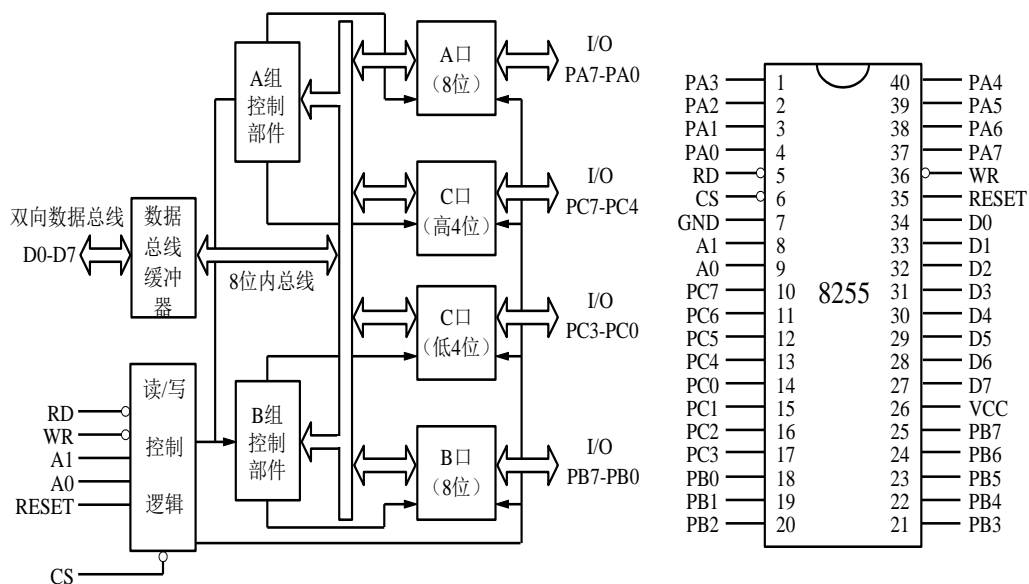 A组
控制
部件
A口
(8位)
I/O
PA7-PA0
C口
(高4位)
I/O
PC7-PC4
双向数据总线
D0-D7
数据
总线
缓冲
器
8位内总线
C口
(低4位)
I/O
PC3-PC0
读/写
控制
逻辑
RD
WR
A1
A0
RESET
CS
B组
控制
部件
B口
(8位)
I/O
PB7-PB0
8255
PA3 1 40 PA4
PA2 2 39 PA5
PA1 3 38 PA6
PA0 4 37 PA7
RD 5 36 WR
CS 6 35 RESET
GND 7 34 D0
A1 8 33 D1
A0 9 32 D2
PC7 10 31 D3
PC6 11 30 D4
PC5 12 29 D5
PC4 13 28 D6
PC0 14 27 D7
PC1 15 26 VCC
PC2 16 25 PB7
PC3 17 24 PB6
PB0 18 23 PB5
PB1 19 22 PB4
PB2 20 21 PB3